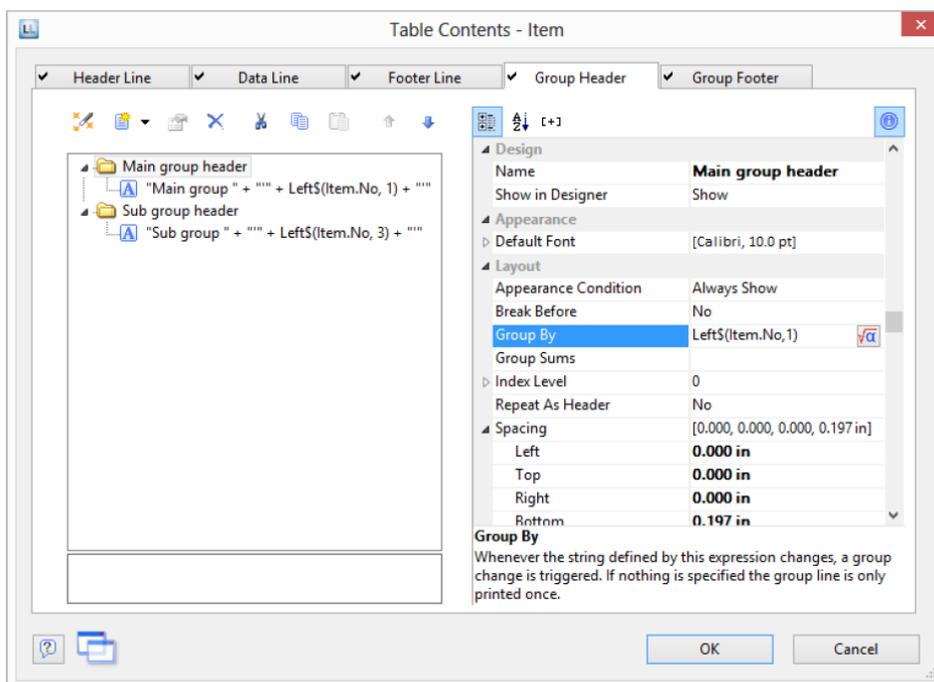 LL
Table Contents - Item
Header Line
Data Line
Footer Line
Group Header
Group Footer
[+]
Main group header
A "Main group " + "'" + Left$(Item.No, 1) + "'"
Sub group header
A "Sub group " + "'" + Left$(Item.No, 3) + "'"
Design
Name Main group header
Show in Designer Show
Appearance
Default Font [Calibri, 10.0 pt]
Layout
Appearance Condition Always Show
Break Before No
Group By Left$(Item.No,1) √α
Group Sums
Index Level 0
Repeat As Header No
Spacing [0.000, 0.000, 0.000, 0.197 in]
Left 0.000 in
Top 0.000 in
Right 0.000 in
Bottom 0.197 in
Group By
Whenever the string defined by this expression changes, a group
change is triggered. If nothing is specified the group line is only
printed once.
OK
Cancel